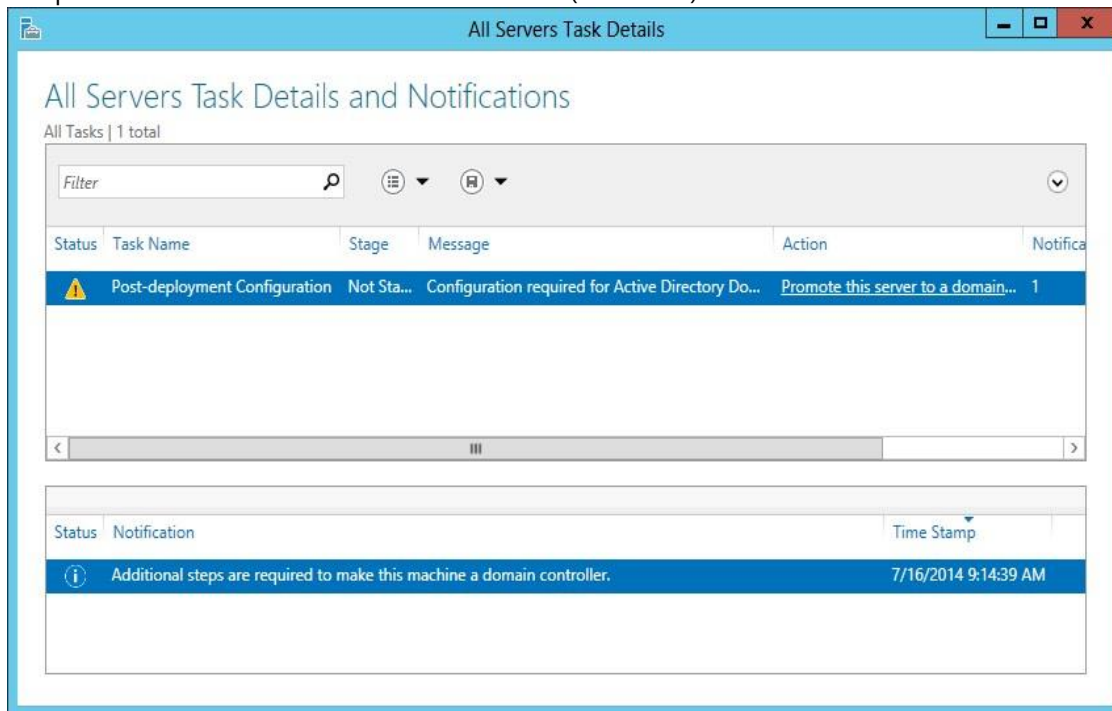 All Servers Task Details
All Servers Task Details and Notifications
All Tasks | 1 total
Filter
Status Task Name Stage Message Action Notifica
Post-deployment Configuration Not Sta... Configuration required for Active Directory Do... Promote this server to a domain... 1
Status Notification Time Stamp
Additional steps are required to make this machine a domain controller. 7/16/2014 9:14:39 AM